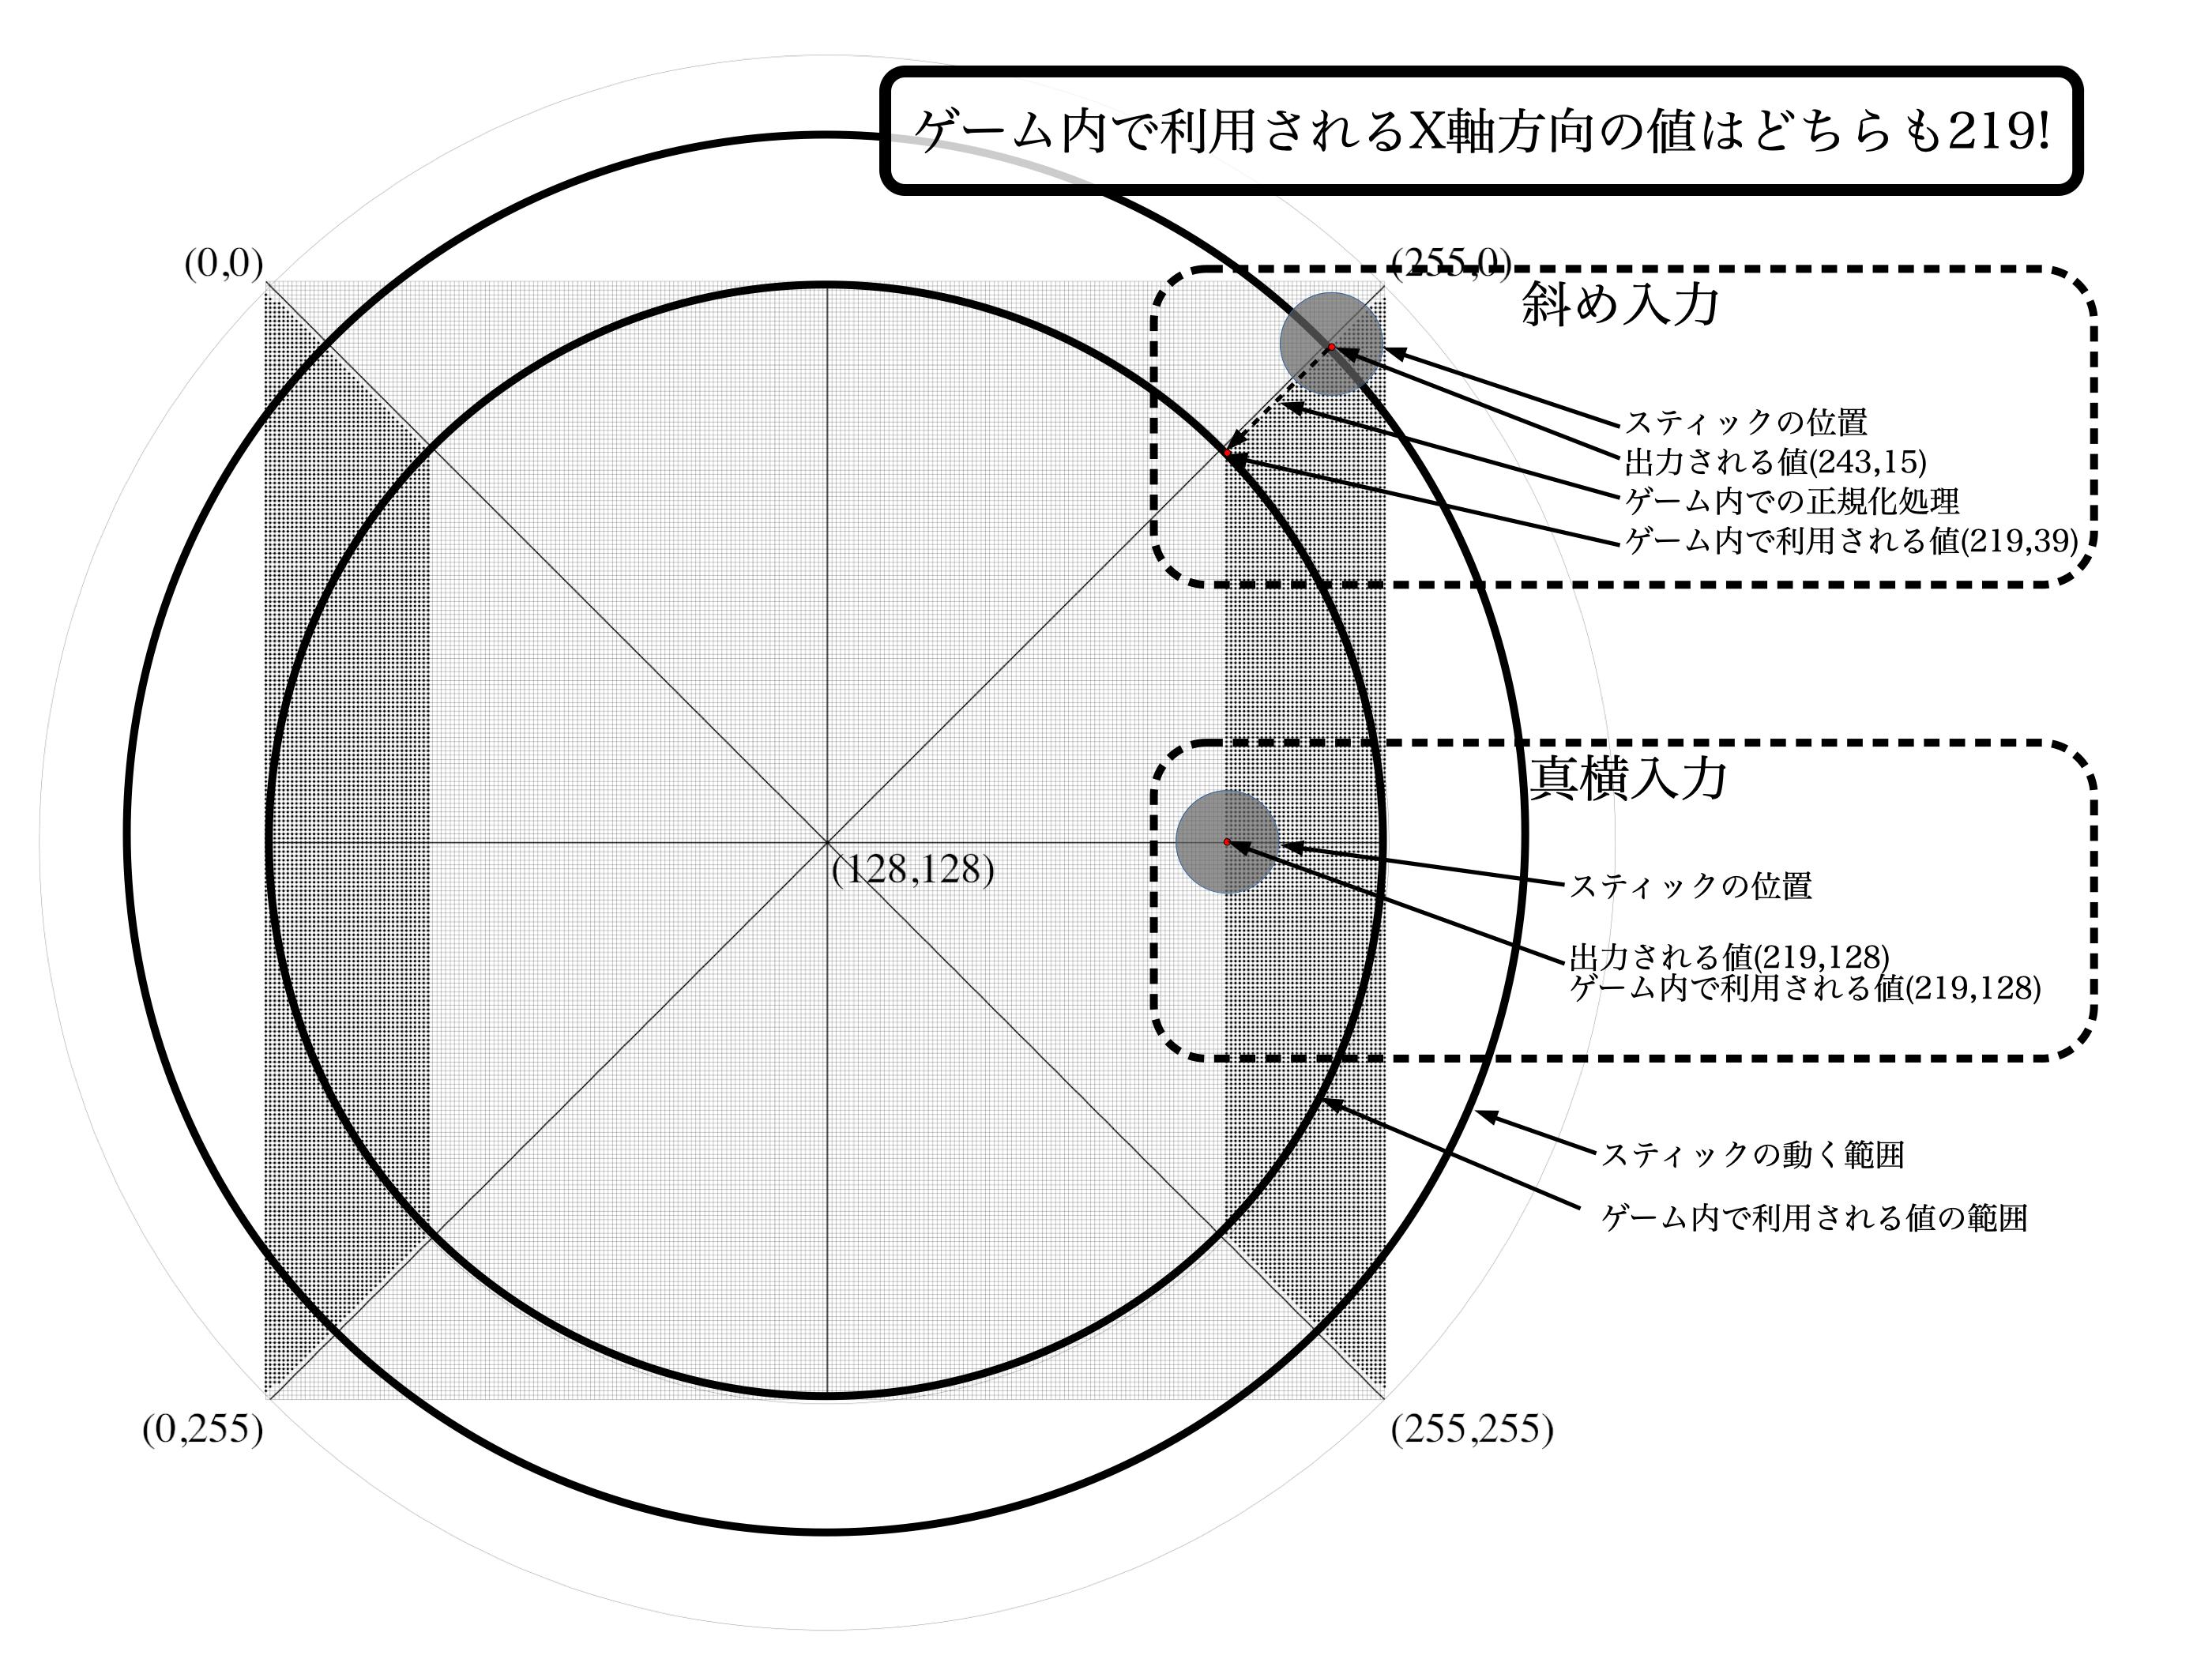 ゲーム内で利用されるX軸方向の値はどちらも219!
(0,0)
(255,0)
斜め入力
スティックの位置
出力される値(243,15)
ゲーム内での正規化処理
ゲーム内で利用される値(219,39)
真横入力
(128,128)
スティックの位置
出力される値(219,128)
ゲーム内で利用される値(219,128)
スティックの動く範囲
ゲーム内で利用される値の範囲
(0,255)
(255,255)